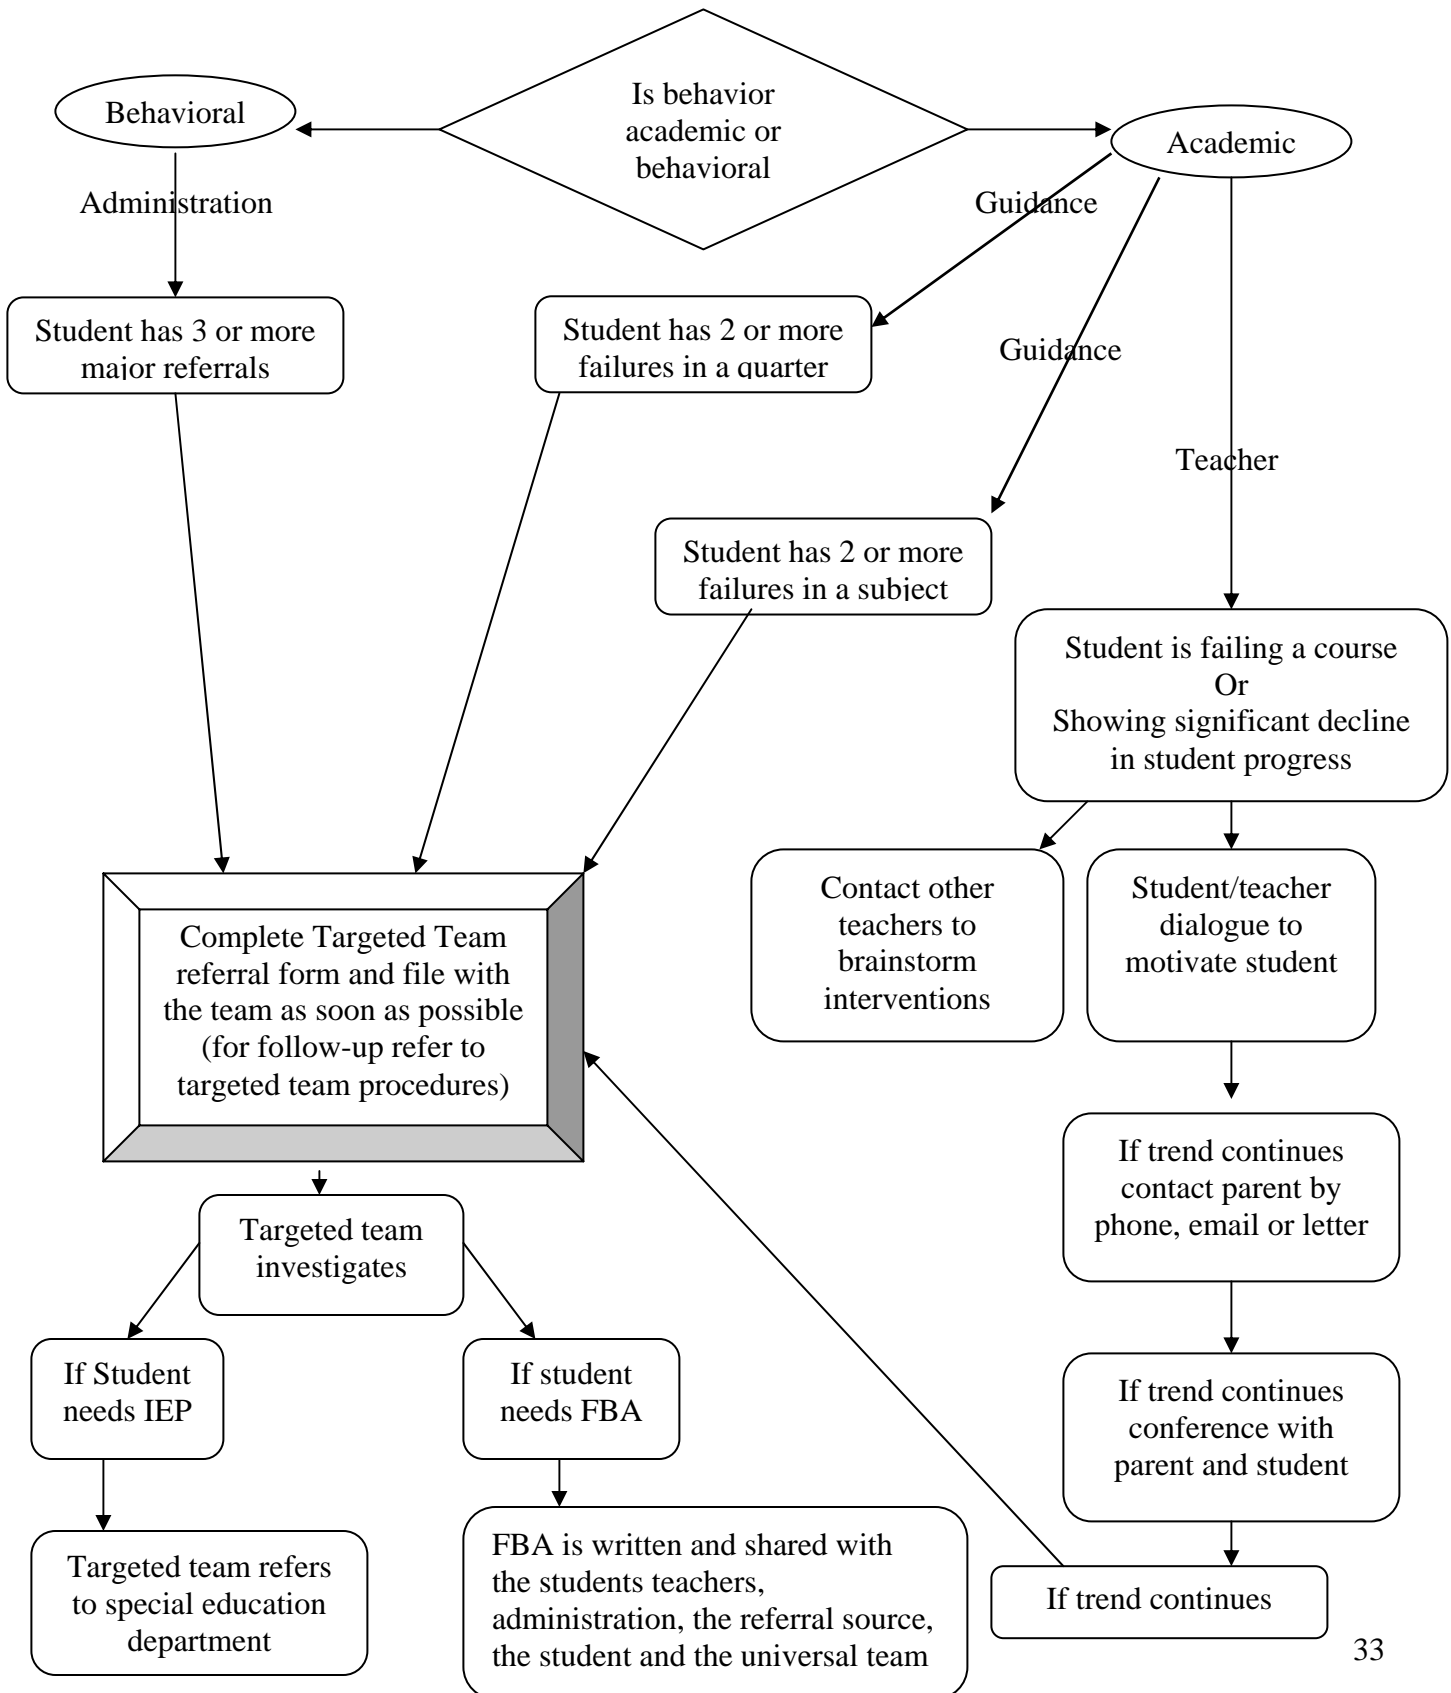 Is behavior
academic or
behavioral
Behavioral
Academic
Administration
Guidance
Guidance
Teacher
Student has 3 or more
major referrals
Student has 2 or more
failures in a quarter
Student has 2 or more
failures in a subject
Student is failing a course
Or
Showing significant decline
in student progress
Contact other
teachers to
brainstorm
interventions
Student/teacher
dialogue to
motivate student
Complete Targeted Team
referral form and file with
the team as soon as possible
(for follow-up refer to
targeted team procedures)
If trend continues
contact parent by
phone, email or letter
Targeted team
investigates
If Student
needs IEP
If student
needs FBA
If trend continues
conference with
parent and student
Targeted team refers
to special education
department
FBA is written and shared with
the students teachers,
administration, the referral source,
the student and the universal team
If trend continues
33